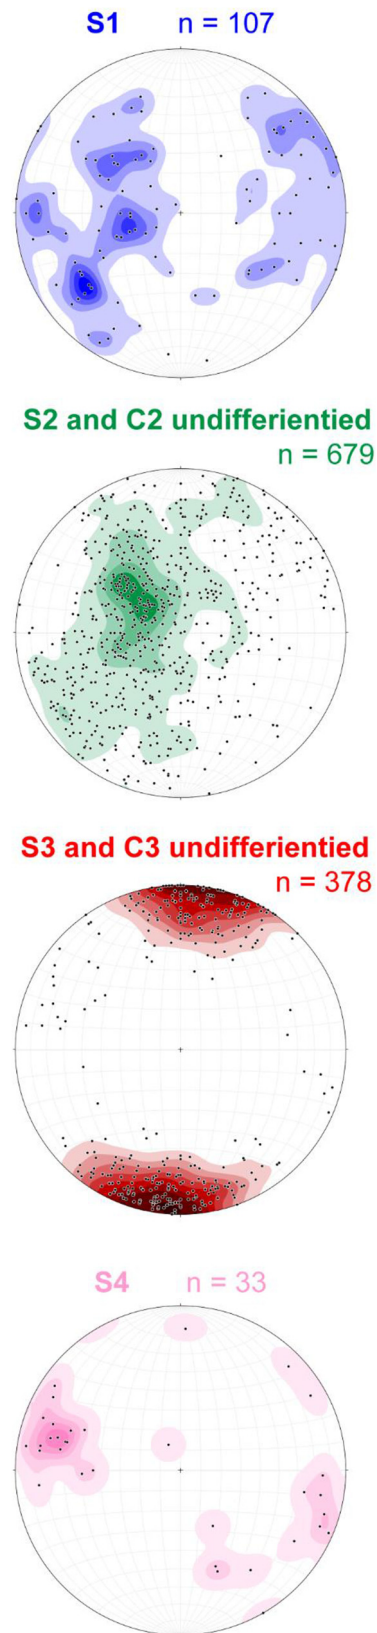 S1 n = 107
S2 and C2 undifferientied
n = 679
S3 and C3 undifferientied
n = 378
S4 n = 33